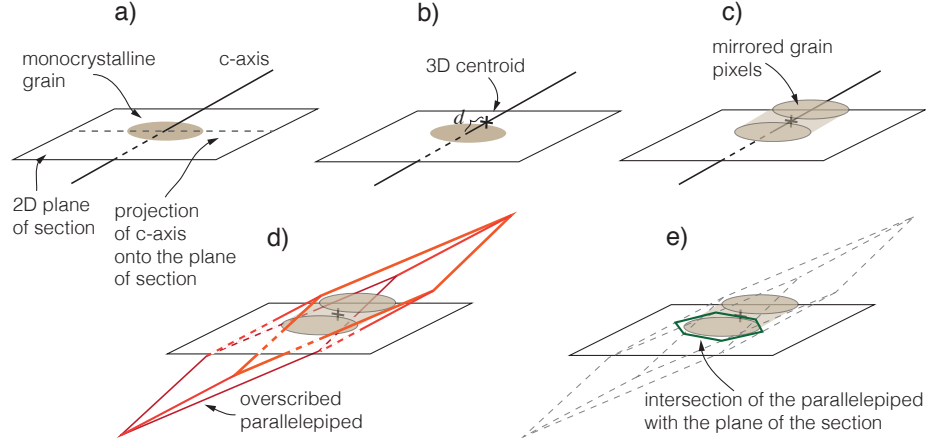 a)
monocrystalline
grain
c-axis
2D plane
of section
projection
of c-axis
onto the plane
of section
b)
3D centroid
d
c)
mirrored grain
pixels
d)
overscribed
parallelepiped
e)
intersection of the parallelepiped
with the plane of the section